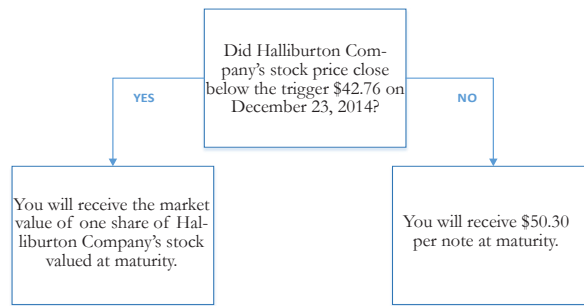 Did Halliburton Com-
pany's stock price close
below the trigger $42.76 on
December 23, 2014?
YES
NO
You will receive the market
value of one share of Hal-
liburton Company's stock
valued at maturity.
You will receive $50.30
per note at maturity.